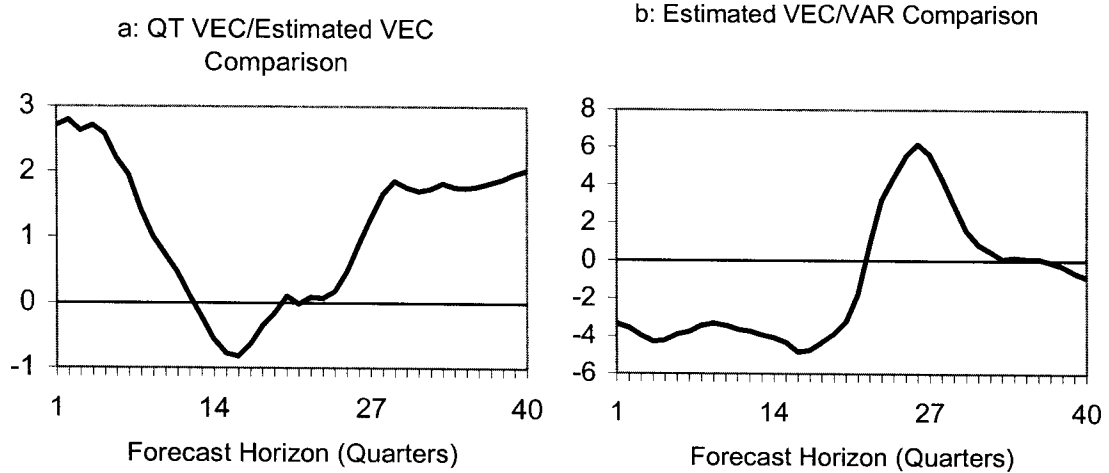 a: QT VEC/Estimated VEC
Comparison
3
2
1
0
-1
1 14 27 40
Forecast Horizon (Quarters)
b: Estimated VEC/VAR Comparison
8
6
4
2
0
-2
-4
-6
1 14 27 40
Forecast Horizon (Quarters)